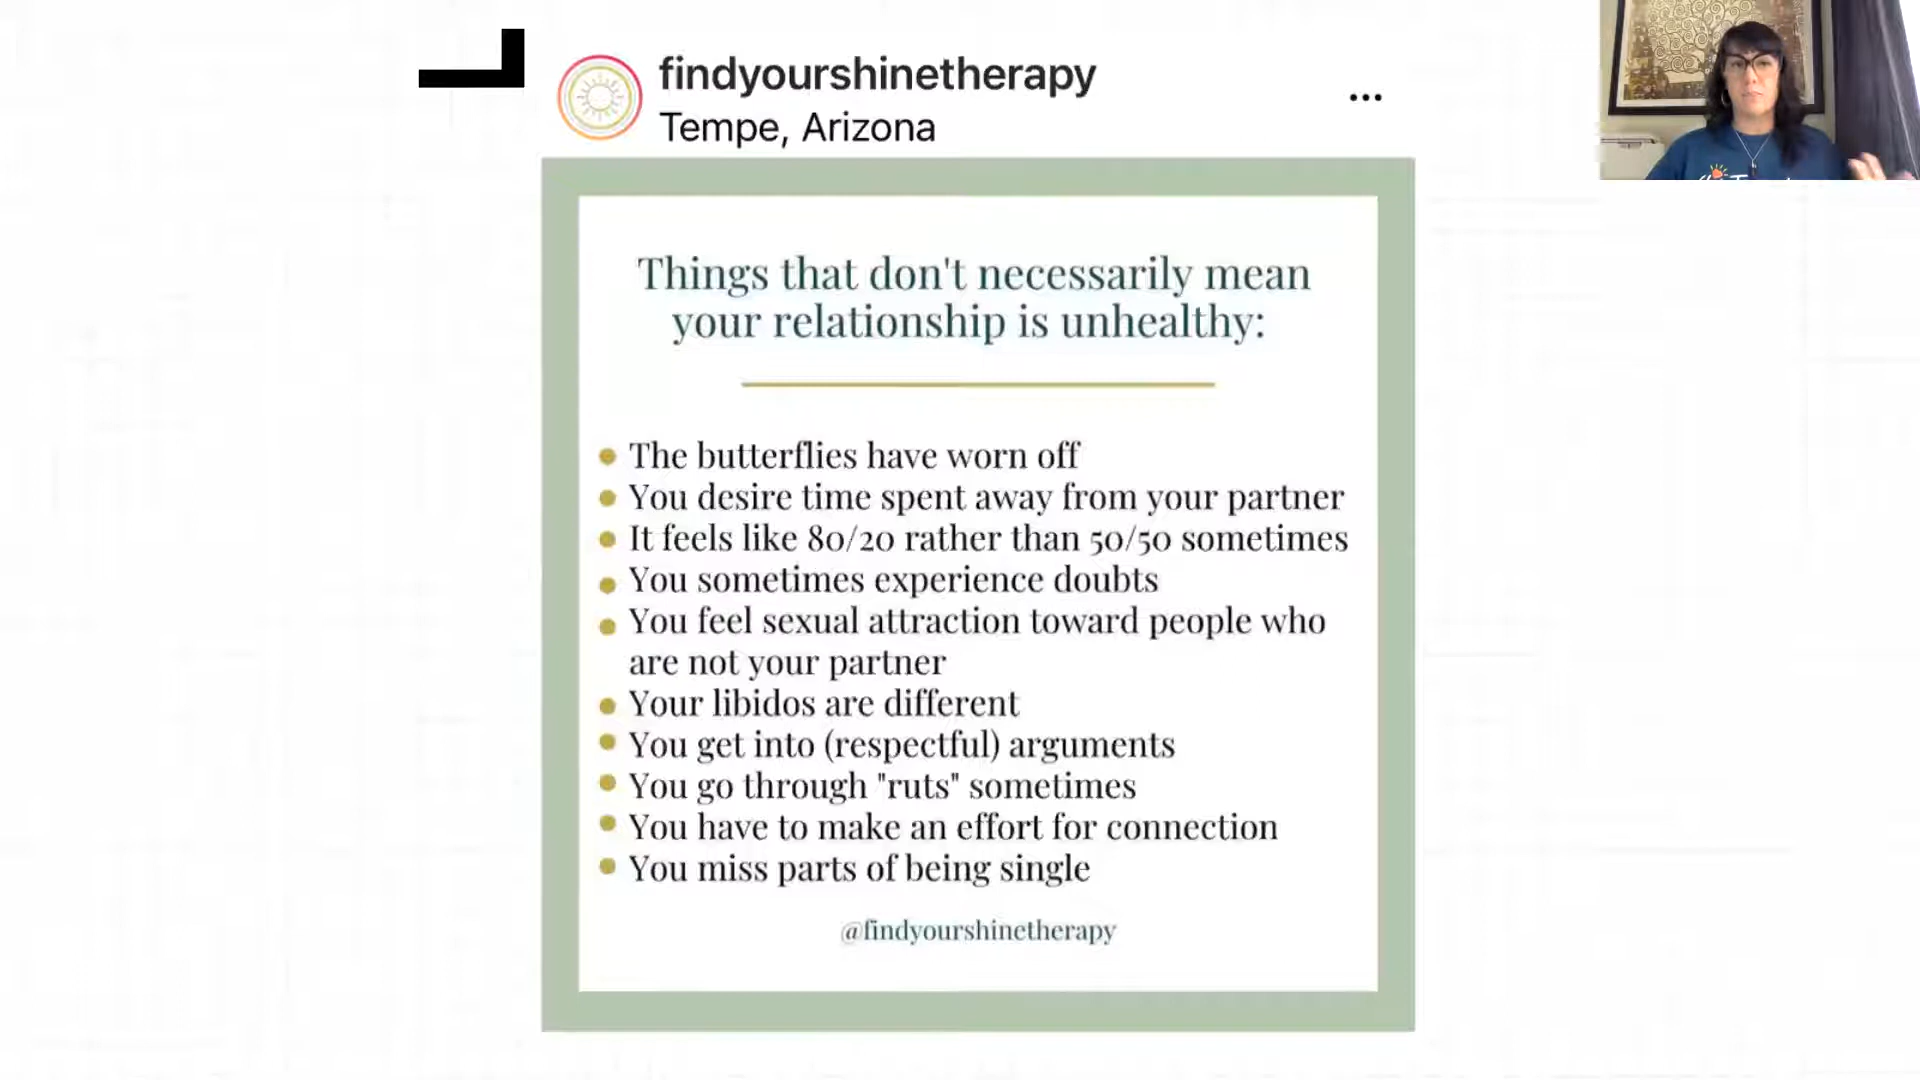 findyourshinetherapy
Tempe, Arizona
...
Things that don't necessarily mean
your relationship is unhealthy:
The butterflies have worn off
You desire time spent away from your partner
It feels like 80/20 rather than 50/50 sometimes
You sometimes experience doubts
You feel sexual attraction toward people who
are not your partner
Your libidos are different
You get into (respectful) arguments
You go through "ruts" sometimes
You have to make an effort for connection
You miss parts of being single
@findyourshinetherapy